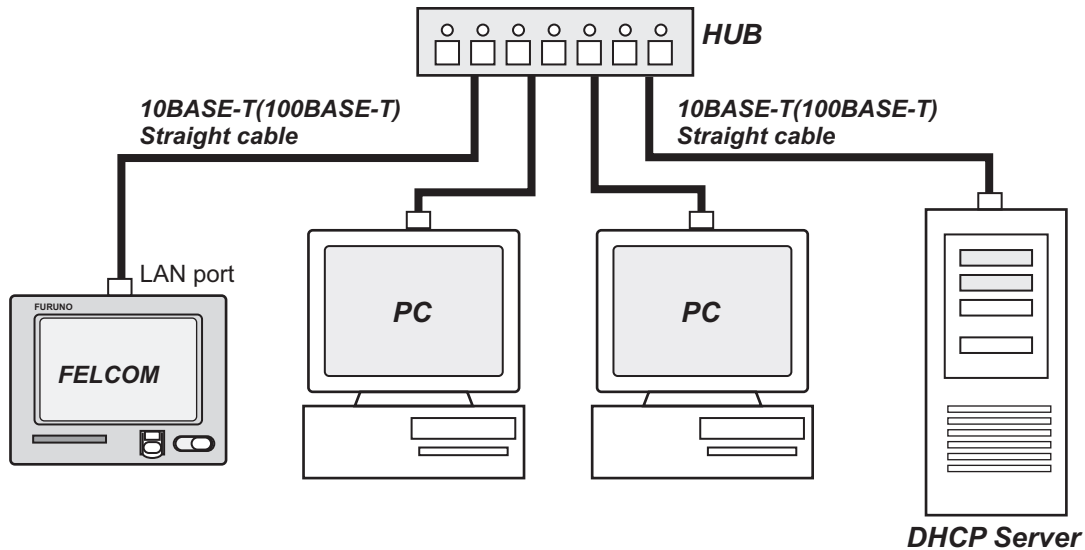 HUB
10BASE-T(100BASE-T)
Straight cable
10BASE-T(100BASE-T)
Straight cable
LAN port
FURUNO
FELCOM
PC
PC
DHCP Server